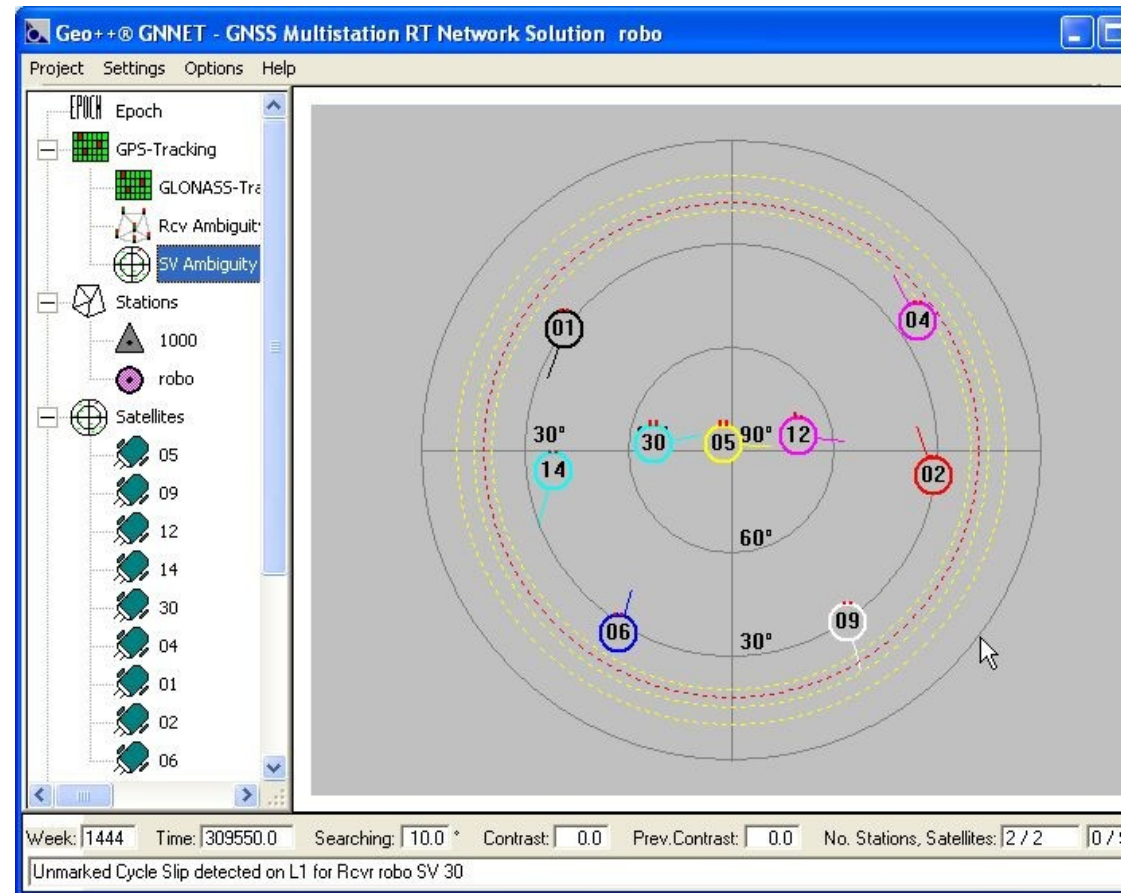 Geo++® GNNET - GNSS Multistation RT Network Solution robo
Project Settings Options Help
EPOCH Epoch
GPS-Tracking
GLONASS-Tra
Rcv Ambiguit
SV Ambiguity
Stations
1000
robo
Satellites
05
09
12
14
30
04
01
02
06
01
04
30°
30
05
90°
12
14
02
60°
06
09
30°
Week: 1444 Time: 309550.0 Searching: 10.0 ° Contrast: 0.0 Prev.Contrast: 0.0 No. Stations, Satellites: 2 / 2 0 / 9
Unmarked Cycle Slip detected on L1 for Rcvr robo SV 30